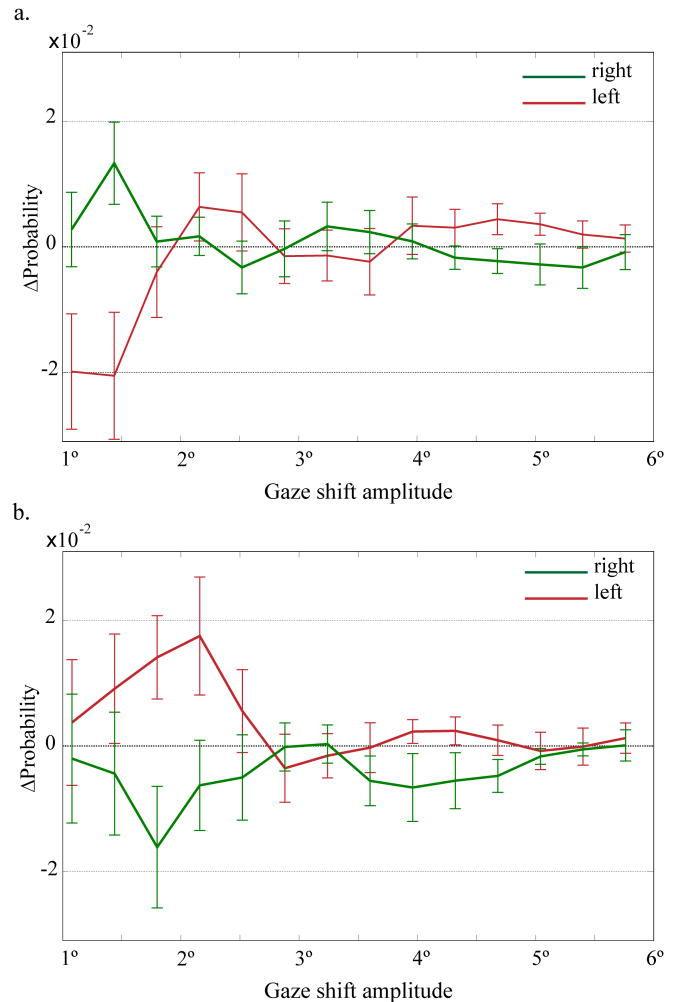 a.
x10-2
right
left
2
0
-2
ΔProbability
1º 2º 3º 4º 5º 6º
Gaze shift amplitude
b.
x10-2
right
left
2
0
-2
ΔProbability
1º 2º 3º 4º 5º 6º
Gaze shift amplitude